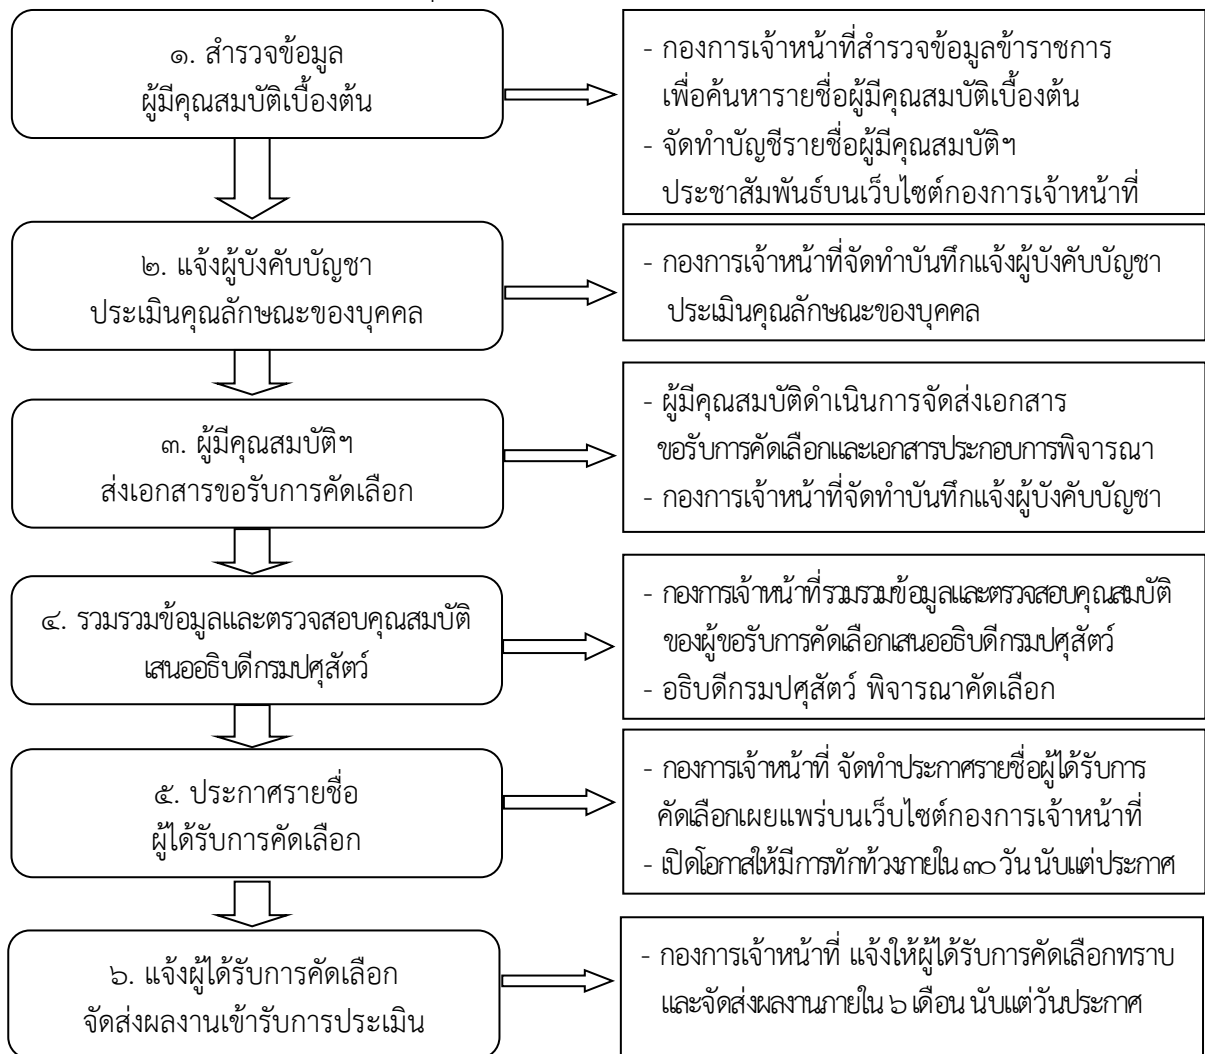 ๑. สำรวจข้อมูล
ผู้มีคุณสมบัติเบื้องต้น
- กองการเจ้าหน้าที่สำรวจข้อมูลข้าราชการ
เพื่อค้นหารายชื่อผู้มีคุณสมบัติเบื้องต้น
- จัดทำบัญชีรายชื่อผู้มีคุณสมบัติฯ
ประชาสัมพันธ์บนเว็บไซต์กองการเจ้าหน้าที่
๒. แจ้งผู้บังคับบัญชา
ประเมินคุณลักษณะของบุคคล
- กองการเจ้าหน้าที่จัดทำบันทึกแจ้งผู้บังคับบัญชา
ประเมินคุณลักษณะของบุคคล
๓. ผู้มีคุณสมบัติฯ
ส่งเอกสารขอรับการคัดเลือก
- ผู้มีคุณสมบัติดำเนินการจัดส่งเอกสาร
ขอรับการคัดเลือกและเอกสารประกอบการพิจารณา
- กองการเจ้าหน้าที่จัดทำบันทึกแจ้งผู้บังคับบัญชา
๔. รวมรวมข้อมูลและตรวจสอบคุณสมบัติ
เสนออธิบดีกรมปศุสัตว์
- กองการเจ้าหน้าที่รวมรวมข้อมูลและตรวจสอบคุณสมบัติ
ของผู้ขอรับการคัดเลือกเสนออธิบดีกรมปศุสัตว์
- อธิบดีกรมปศุสัตว์ พิจารณาคัดเลือก
๕. ประกาศรายชื่อ
ผู้ได้รับการคัดเลือก
- กองการเจ้าหน้าที่ จัดทำประกาศรายชื่อผู้ได้รับการ
คัดเลือกเผยแพร่บนเว็บไซต์กองการเจ้าหน้าที่
- เปิดโอกาสให้มีการทักท้วงภายใน ๓๐ วัน นับแต่ประกาศ
๖. แจ้งผู้ได้รับการคัดเลือก
จัดส่งผลงานเข้ารับการประเมิน
- กองการเจ้าหน้าที่ แจ้งให้ผู้ได้รับการคัดเลือกทราบ
และจัดส่งผลงานภายใน ๖ เดือน นับแต่วันประกาศ